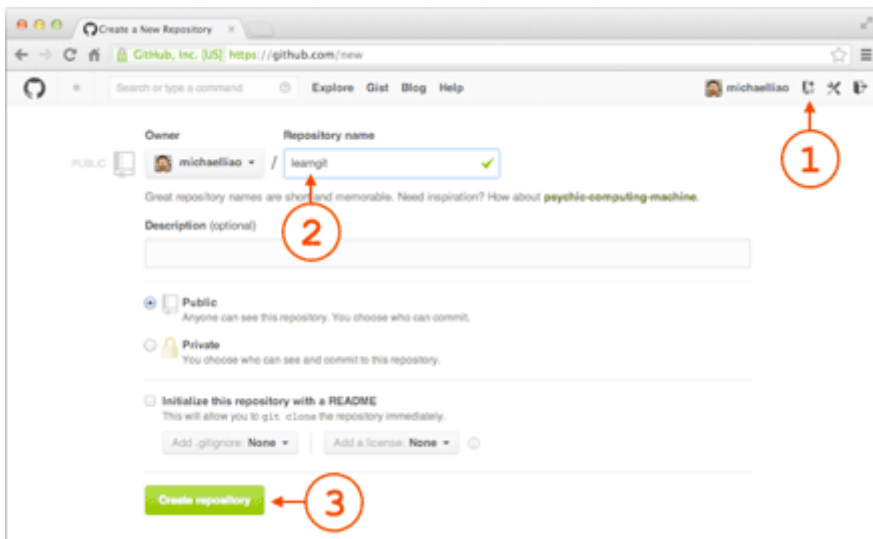 Create a New Repository
GitHub, Inc. [US] https://github.com/new
Search or type a command Explore Gist Blog Help michaelliao
1
Owner Repository name
PUBLIC michaelliao / learngit
Great repository names are short and memorable. Need inspiration? How about psychic-computing-machine.
2
Description (optional)
Public
Anyone can see this repository. You choose who can commit.
Private
You choose who can see and commit to this repository.
Initialize this repository with a README
This will allow you to git clone the repository immediately.
Add .gitignore: None Add a license: None
Create repository 3